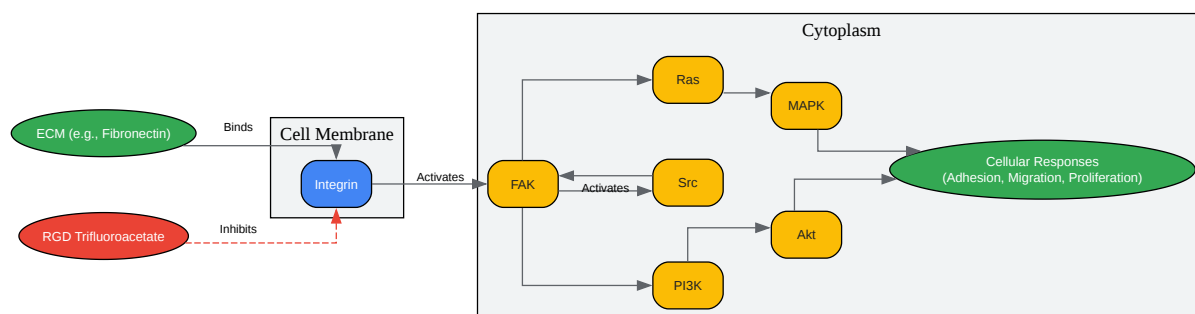 Cytoplasm
Ras
MAPK
ECM (e.g., Fibronectin)
Binds
Cell Membrane
Integrin
Activates
FAK
Activates
Src
Cellular Responses
(Adhesion, Migration, Proliferation)
RGD Trifluoroacetate
Inhibits
Akt
PI3K